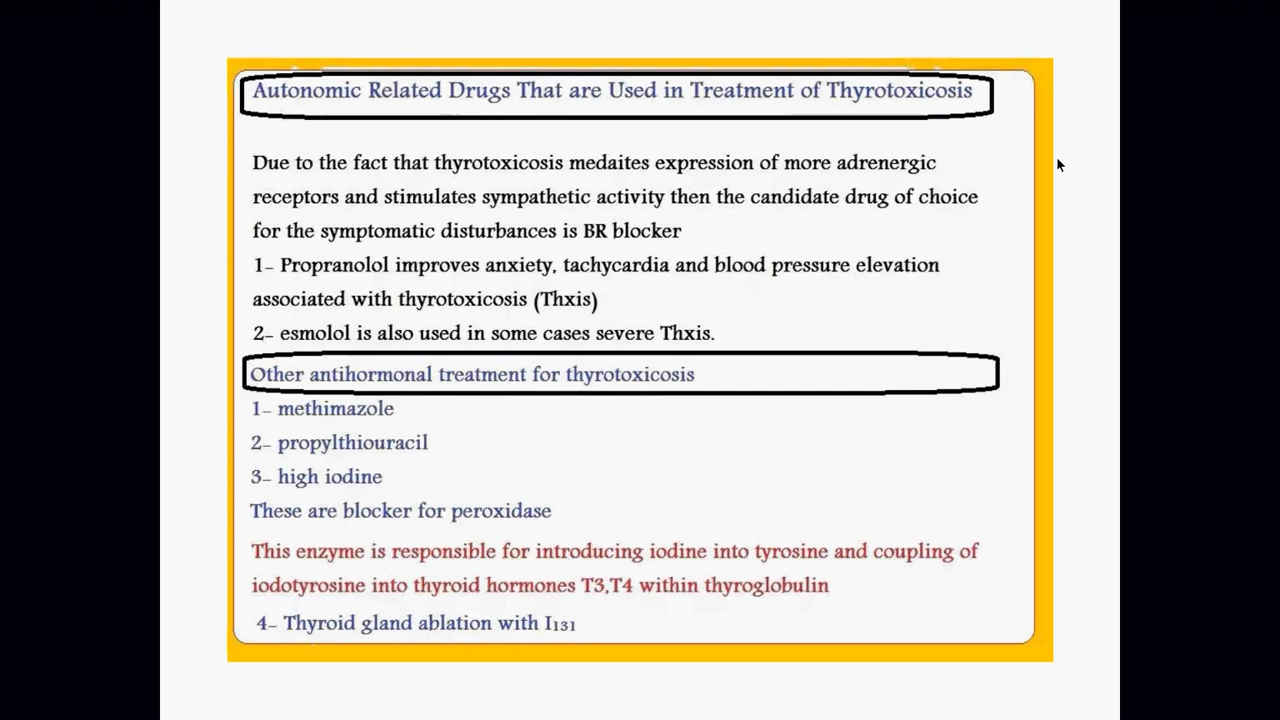 Autonomic Related Drugs That are Used in Treatment of Thyrotoxicosis
Due to the fact that thyrotoxicosis medaites expression of more adrenergic
receptors and stimulates sympathetic activity then the candidate drug of choice
for the symptomatic disturbances is BR blocker
1- Propranolol improves anxiety, tachycardia and blood pressure elevation
associated with thyrotoxicosis (Thxis)
2- esmolol is also used in some cases severe Thxis.
Other antihormonal treatment for thyrotoxicosis
1- methimazole
2- propylthiouracil
3- high iodine
These are blocker for peroxidase
This enzyme is responsible for introducing iodine into tyrosine and coupling of
iodotyrosine into thyroid hormones T3,T4 within thyroglobulin
4- Thyroid gland ablation with I₁₃₁